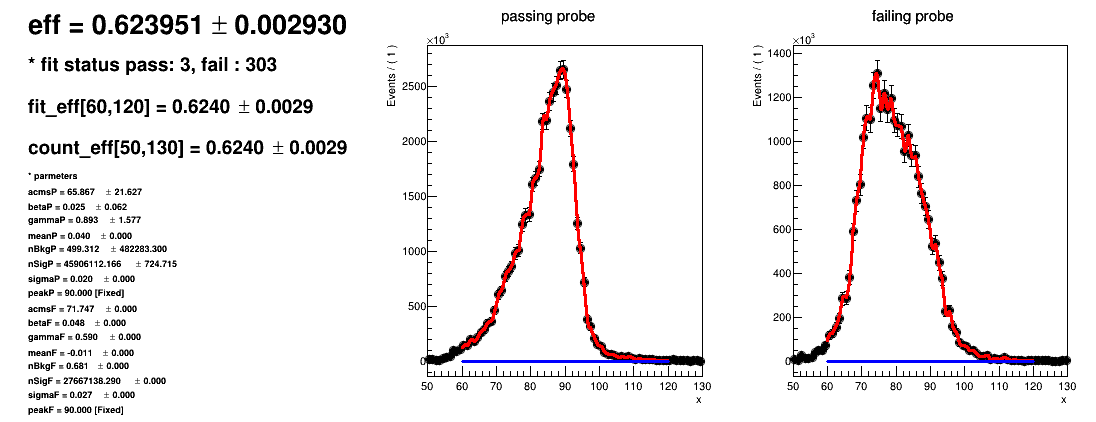 eff = 0.623951 ± 0.002930
* fit status pass: 3, fail : 303
fit_eff[60,120] = 0.6240 ± 0.0029
count_eff[50,130] = 0.6240 ± 0.0029
* parmeters
acmsP = 65.867 ± 21.627
betaP = 0.025 ± 0.062
gammaP = 0.893 ± 1.577
meanP = 0.040 ± 0.000
nBkgP = 499.312 ± 482283.300
nSigP = 45906112.166 ± 724.715
sigmaP = 0.020 ± 0.000
peakP = 90.000 [Fixed]
acmsF = 71.747 ± 0.000
betaF = 0.048 ± 0.000
gammaF = 0.590 ± 0.000
meanF = -0.011 ± 0.000
nBkgF = 0.681 ± 0.000
nSigF = 27667138.290 ± 0.000
sigmaF = 0.027 ± 0.000
peakF = 90.000 [Fixed]
passing probe
×10³
Events / ( 1 )
2500
2000
1500
1000
500
0
50 60 70 80 90 100 110 120 130
x
failing probe
×10³
Events / ( 1 )
1400
1200
1000
800
600
400
200
0
50 60 70 80 90 100 110 120 130
x